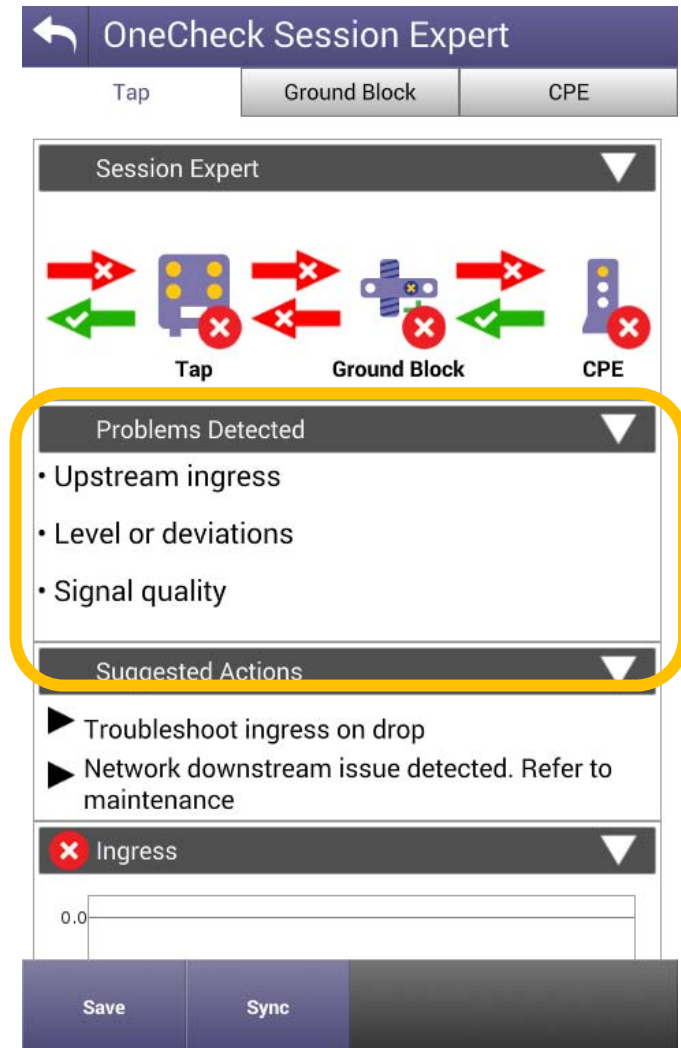 OneCheck Session Expert
Tap Ground Block CPE
Session Expert
Tap Ground Block CPE
Problems Detected
• Upstream ingress
• Level or deviations
• Signal quality
Suggested Actions
Troubleshoot ingress on drop
Network downstream issue detected. Refer to
maintenance
Ingress
0.0
Save Sync